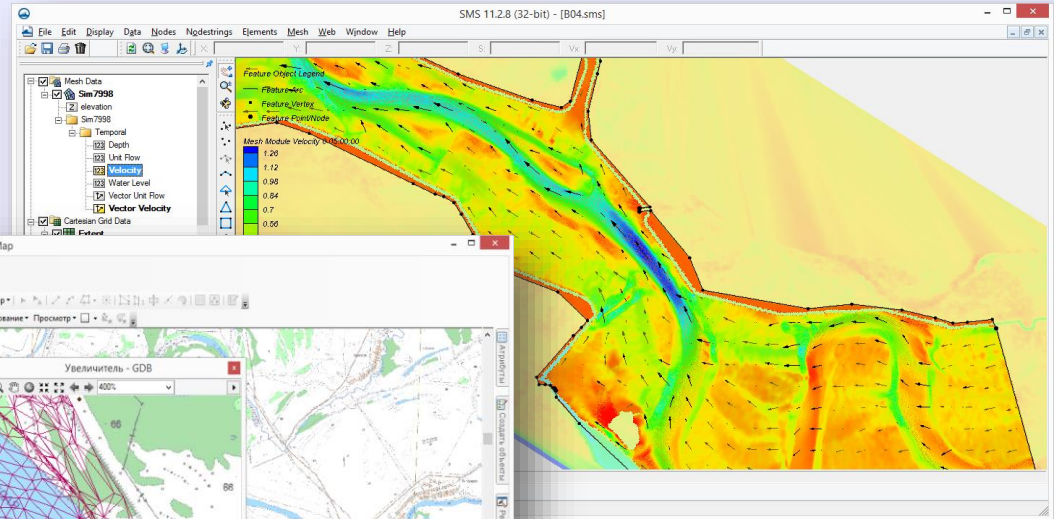 SMS 11.2.8 (32-bit) - [B04.sms]
File Edit Display Data Nodes Nodestrings Elements Mesh Web Window Help
X: Y: Z: S: Vx: Vy:
Mesh Data
Sim7998
elevation
Sim7998
Temporal
Depth
Unit Flow
Velocity
Water Level
Vector Unit Flow
Vector Velocity
Cartesian Grid Data
Extent
Feature Object Legend
Feature Arc
Feature Vertex
Feature Point/Node
Mesh Module Velocity 0 05:00:00
1.26
1.12
0.98
0.84
0.7
0.56
Просмотр
Увеличитель - GDB
400%
66
66
Атрибуты
Создать объекты